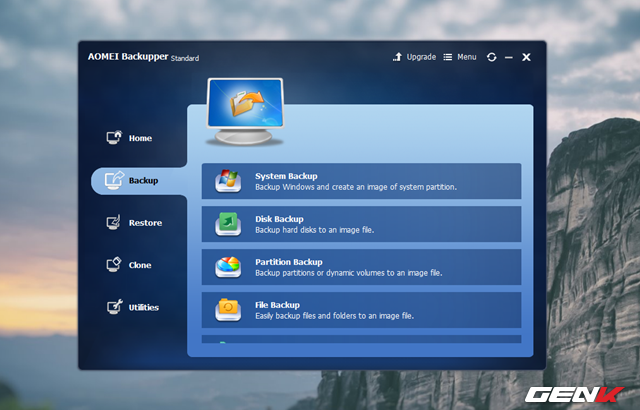 AOMEI Backupper Standard
Upgrade
Menu
Home
Backup
Restore
Clone
Utilities
System Backup
Backup Windows and create an image of system partition.
Disk Backup
Backup hard disks to an image file.
Partition Backup
Backup partitions or dynamic volumes to an image file.
File Backup
Easily backup files and folders to an image file.
GENK